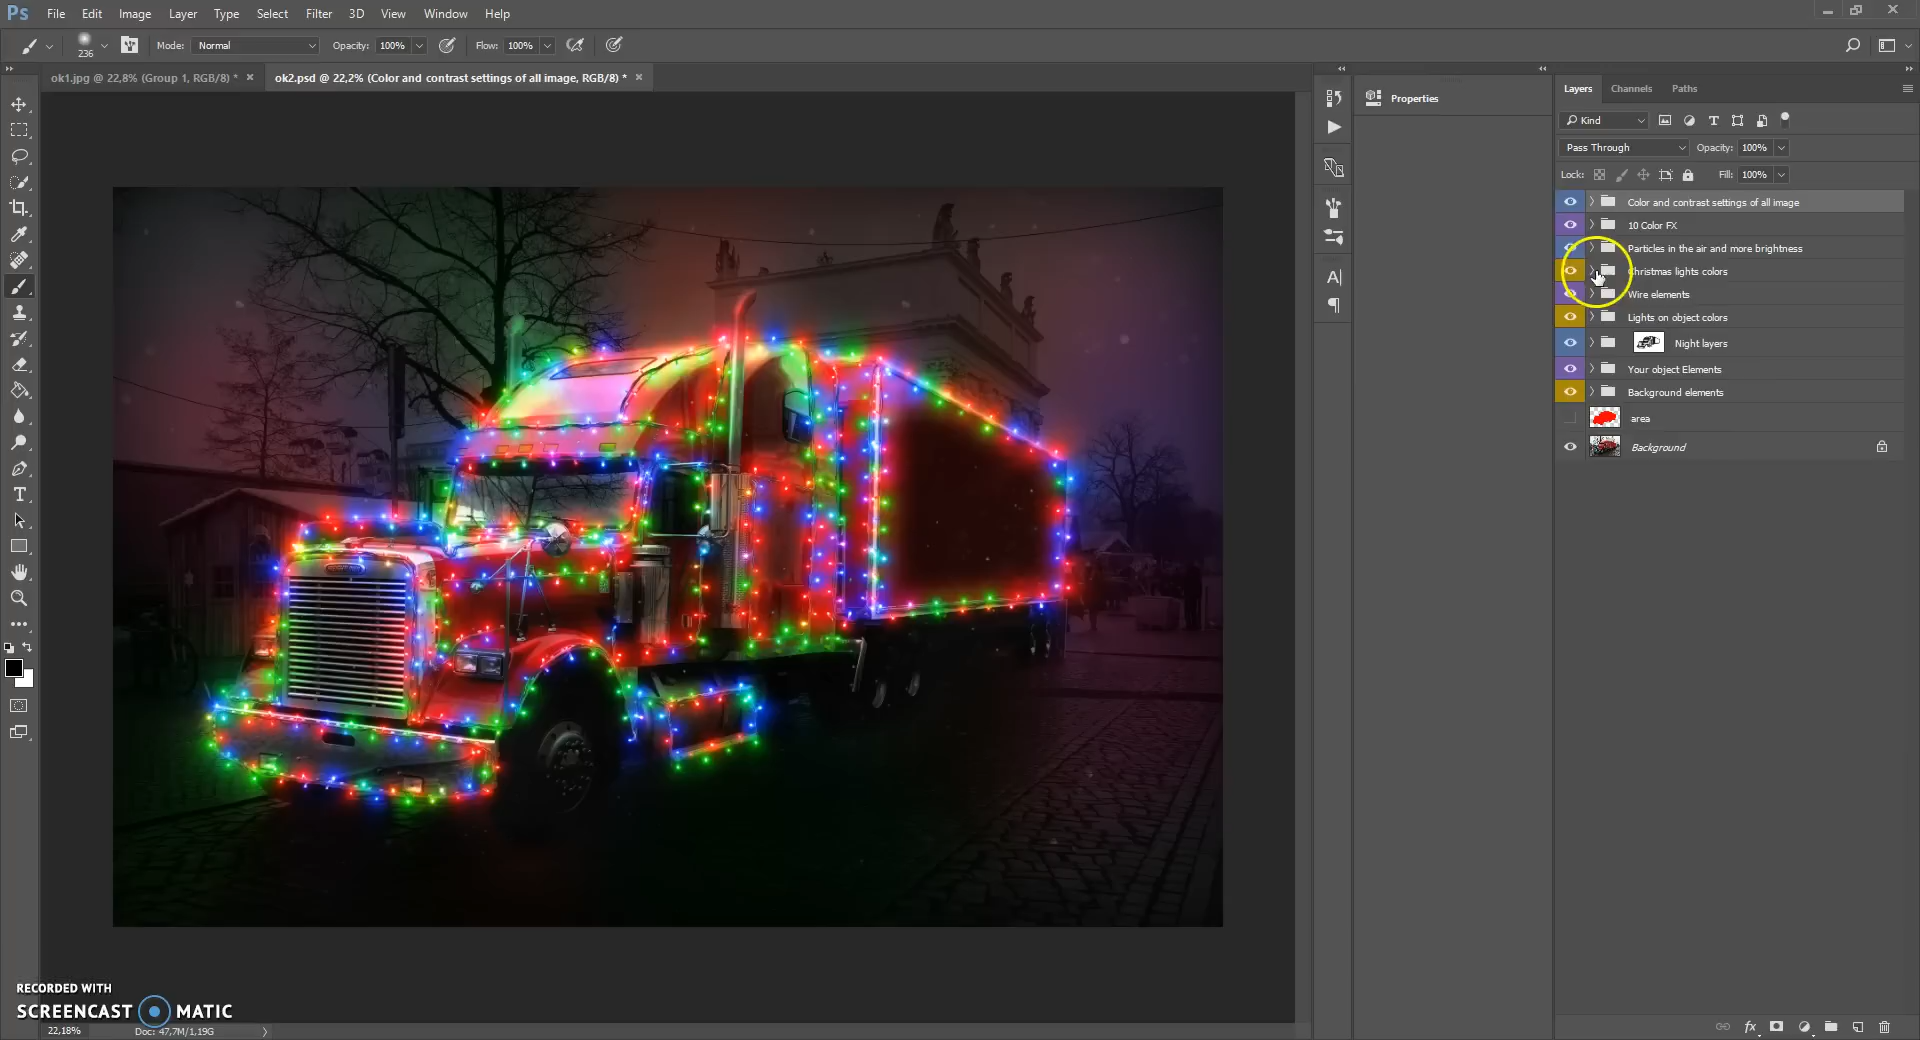 Ps File Edit Image Layer Type Select Filter 3D View Window Help
236 Mode: Normal Opacity: 100% Flow: 100%
ok1.jpg @ 22,8% (Group 1, RGB/8) * × ok2.psd @ 22,2% (Color and contrast settings of all image, RGB/8) * ×
Properties
Layers Channels Paths
Kind
Pass Through Opacity: 100%
Lock: Fill: 100%
Color and contrast settings of all image
10 Color FX
Particles in the air and more brightness
Christmas lights colors
Wire elements
Lights on object colors
Night layers
Your object Elements
Background elements
area
Background
RECORDED WITH
SCREENCAST MATIC
22,18% Doc: 47,7M/1,19G